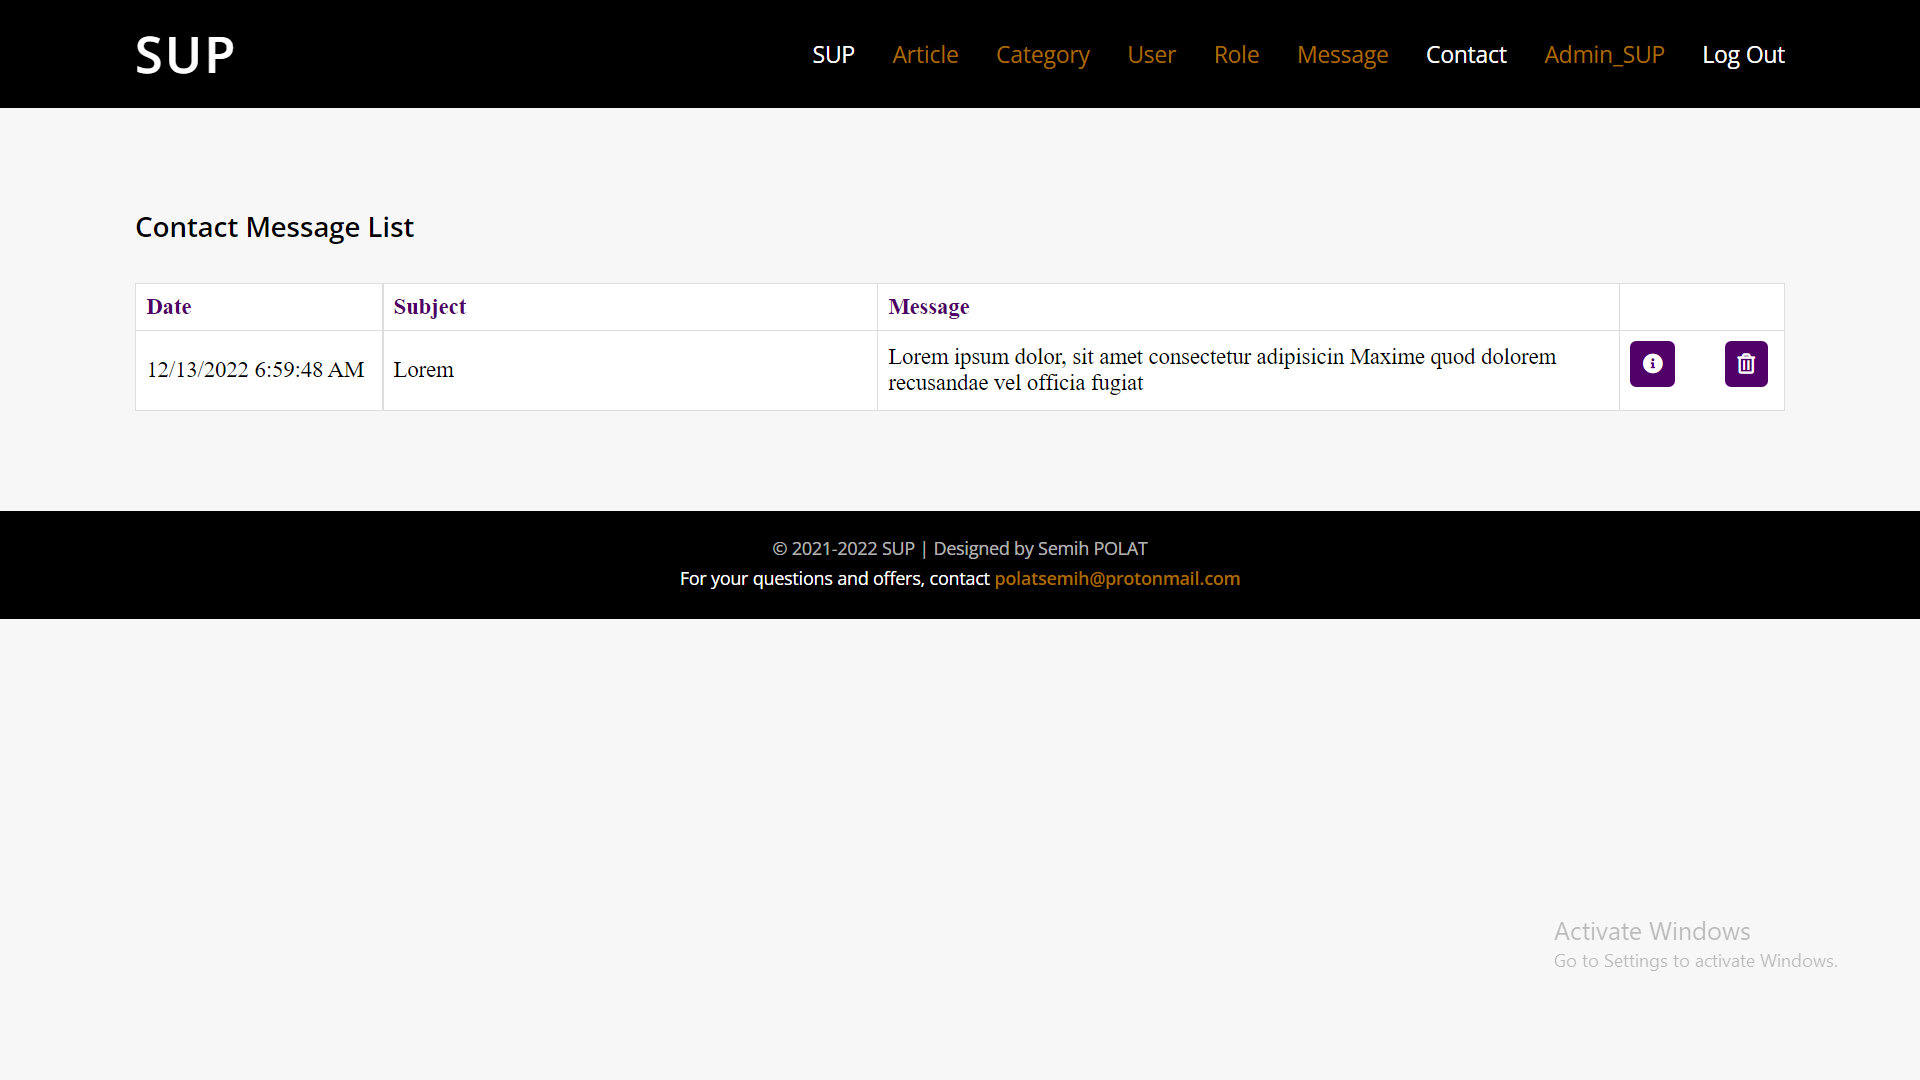 SUP
SUP Article Category User Role Message Contact Admin_SUP Log Out
Contact Message List
Date Subject Message
12/13/2022 6:59:48 AM Lorem Lorem ipsum dolor, sit amet consectetur adipisicin Maxime quod dolorem
recusandae vel officia fugiat
© 2021-2022 SUP | Designed by Semih POLAT
For your questions and offers, contact polatsemih@protonmail.com
Activate Windows
Go to Settings to activate Windows.